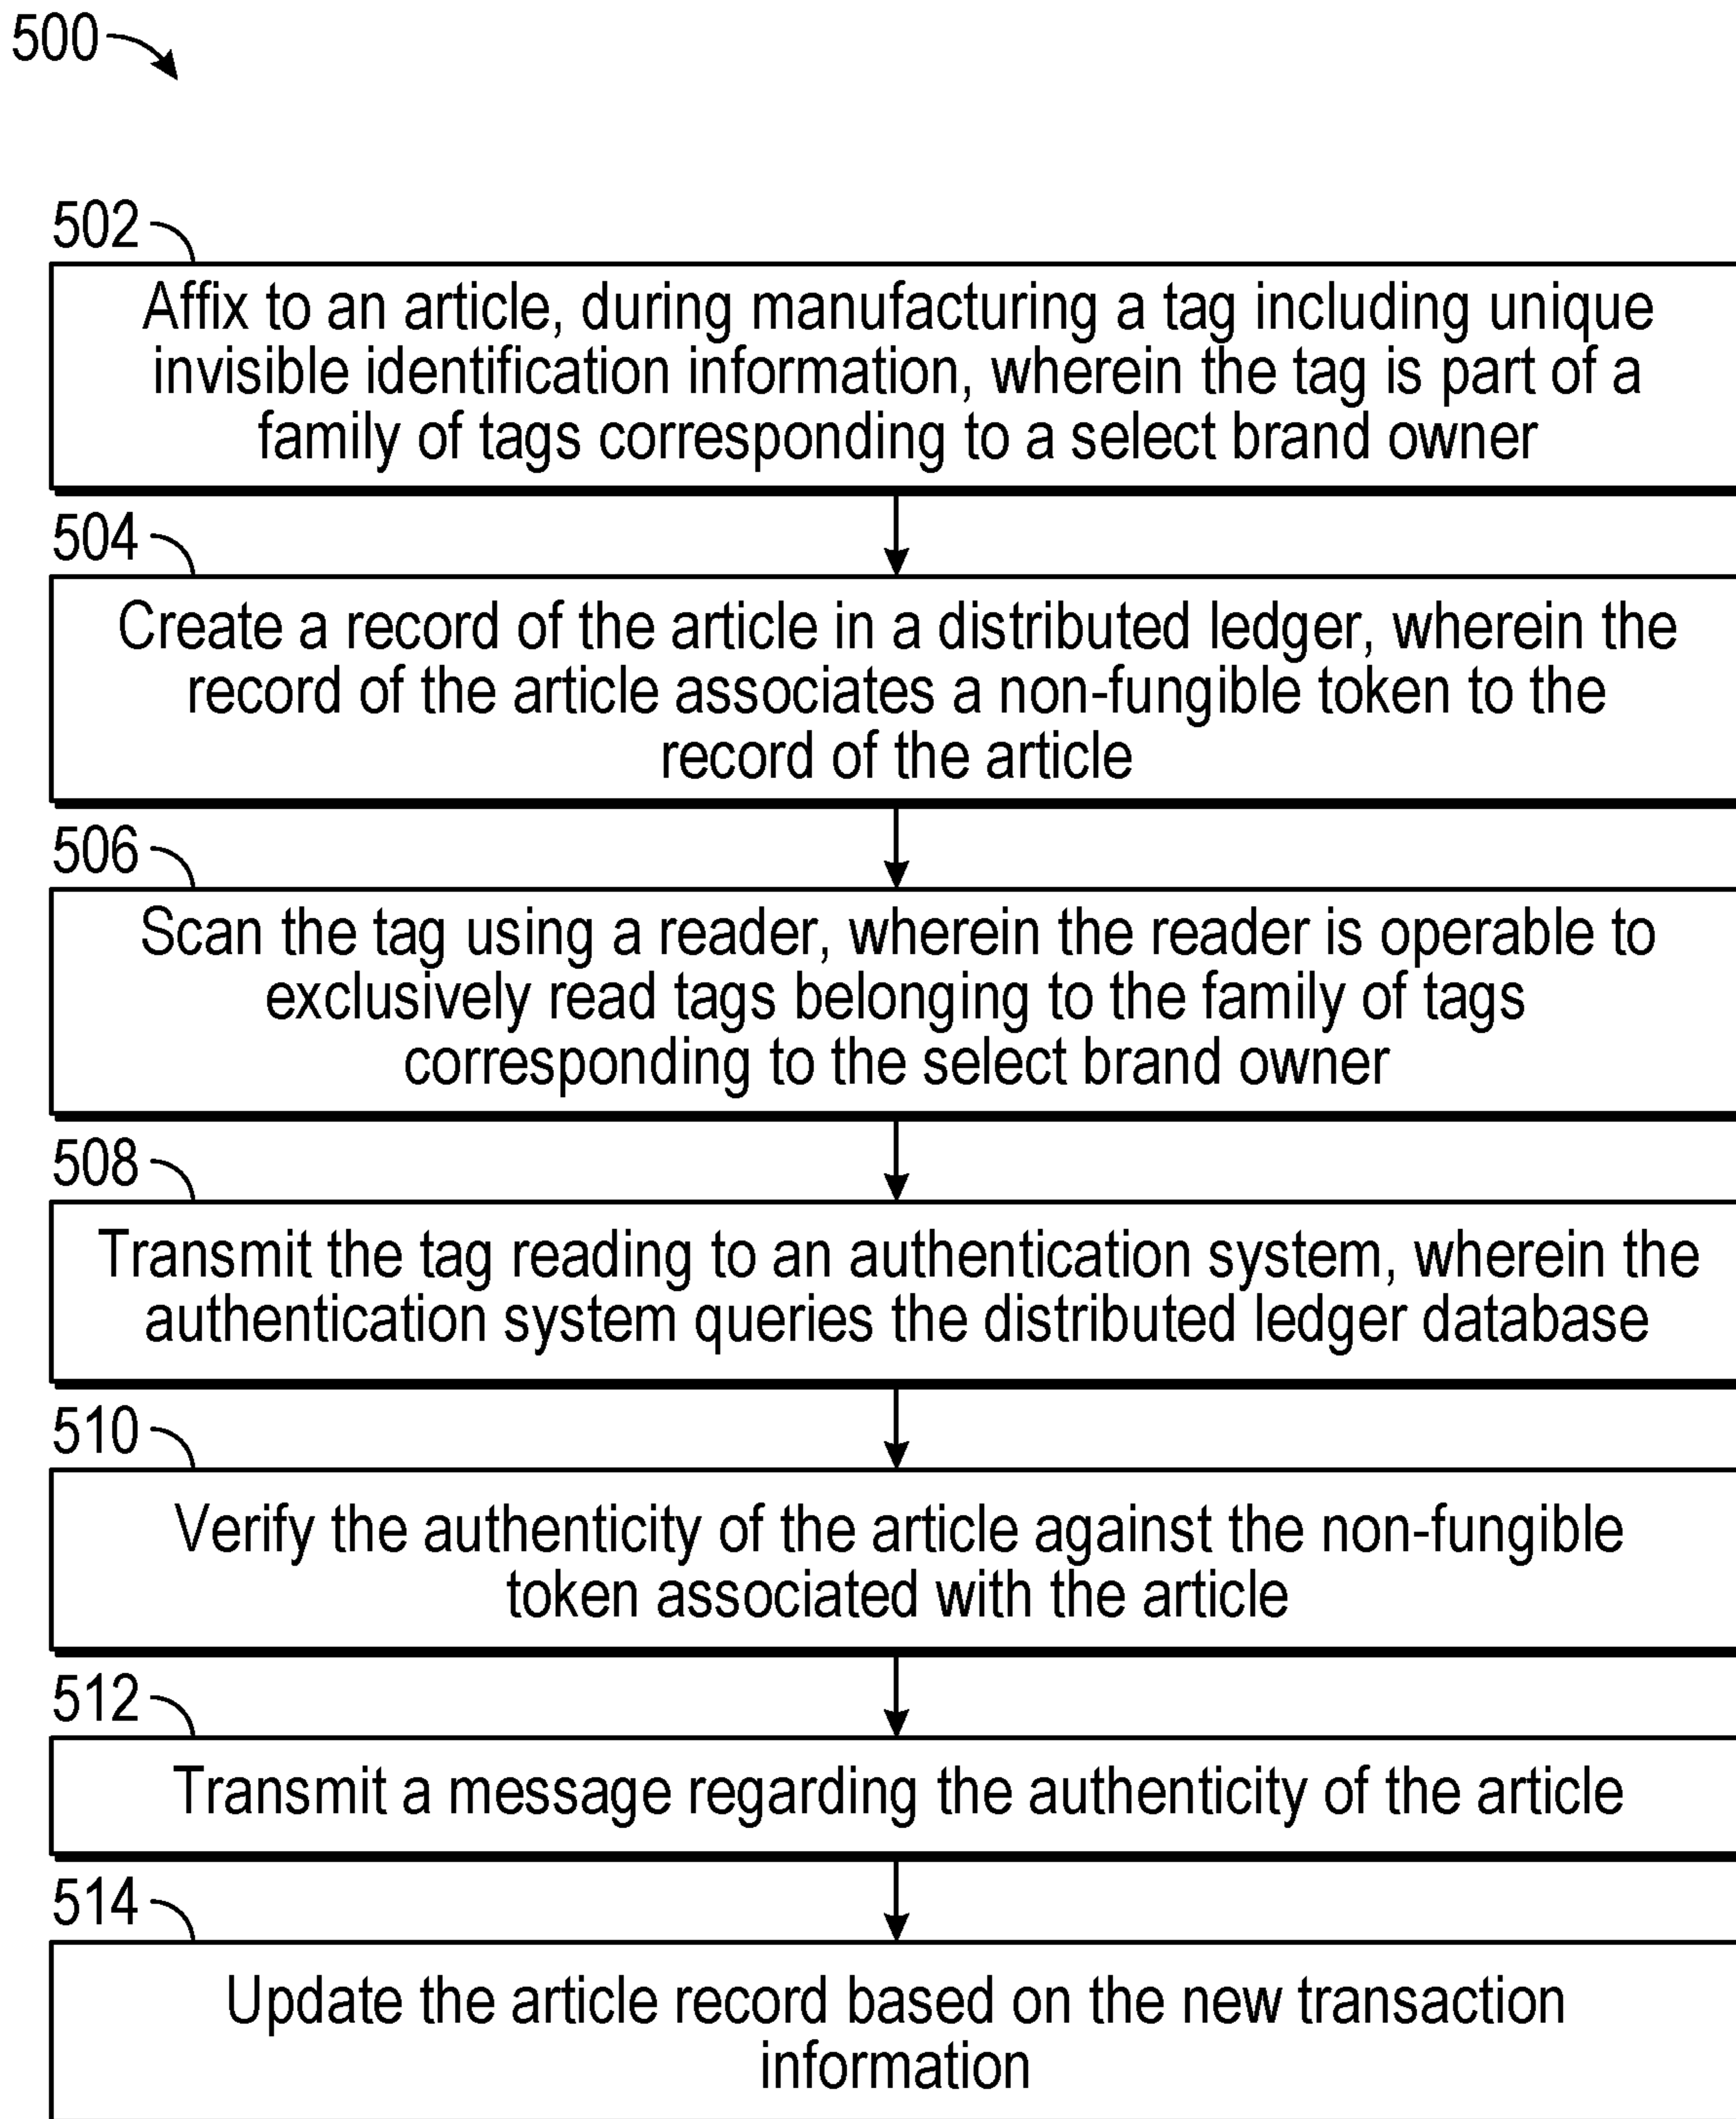 500
502
Affix to an article, during manufacturing a tag including unique
invisible identification information, wherein the tag is part of a
family of tags corresponding to a select brand owner
504
Create a record of the article in a distributed ledger, wherein the
record of the article associates a non-fungible token to the
record of the article
506
Scan the tag using a reader, wherein the reader is operable to
exclusively read tags belonging to the family of tags
corresponding to the select brand owner
508
Transmit the tag reading to an authentication system, wherein the
authentication system queries the distributed ledger database
510
Verify the authenticity of the article against the non-fungible
token associated with the article
512
Transmit a message regarding the authenticity of the article
514
Update the article record based on the new transaction
information